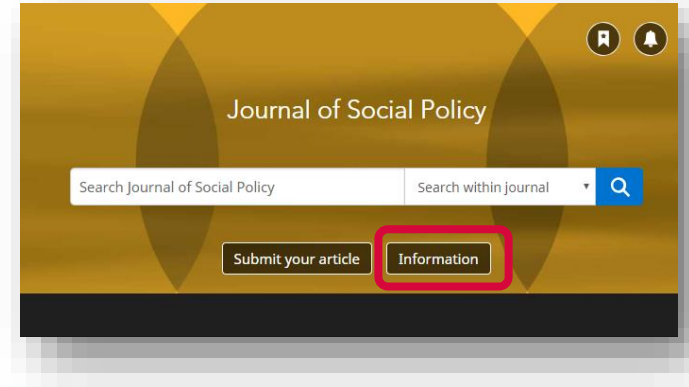 Journal of Social Policy
Search Journal of Social Policy Search within journal
Submit your article Information